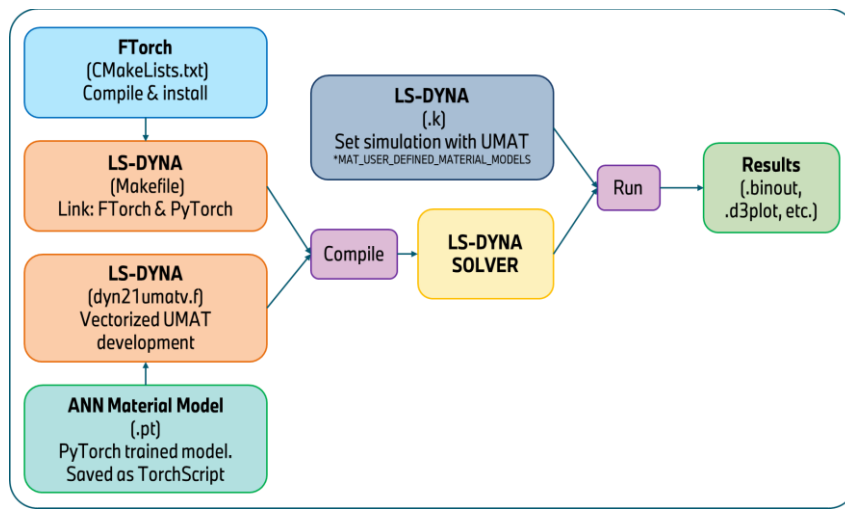 FTorch
(CMakeLists.txt)
Compile & install
LS-DYNA
(Makefile)
Link: FTorch & PyTorch
LS-DYNA
(dyn21umatv.f)
Vectorized UMAT
development
ANN Material Model
(.pt)
PyTorch trained model.
Saved as TorchScript
LS-DYNA
(.k)
Set simulation with UMAT
*MAT_USER_DEFINED_MATERIAL_MODELS
Compile
LS-DYNA
SOLVER
Run
Results
(.binout,
.d3plot, etc.)